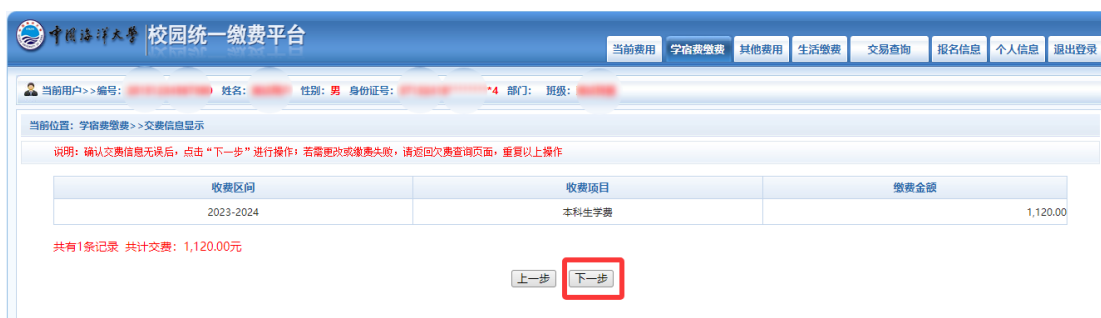 中国海洋大学 校园统一缴费平台
当前费用 学宿费缴费 其他费用 生活缴费 交易查询 报名信息 个人信息 退出登录
当前用户>>编号: 姓名: 性别: 男 身份证号: *4 部门: 班级:
当前位置: 学宿费缴费>>交费信息显示
说明: 确认交费信息无误后, 点击“下一步”进行操作; 若需更改或缴费失败, 请返回欠费查询页面, 重复以上操作
收费区间 收费项目 缴费金额
2023-2024 本科生学费 1,120.00
共有1条记录 共计交费: 1,120.00元
上一步 下一步